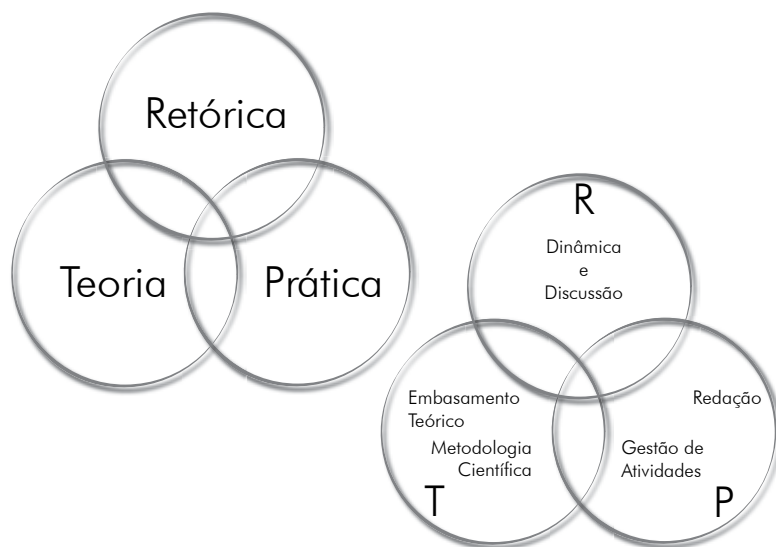 Retórica
Teoria
Prática
R
Dinâmica
e
Discussão
Embasamento
Teórico
Metodologia
Científica
T
Redação
Gestão de
Atividades
P